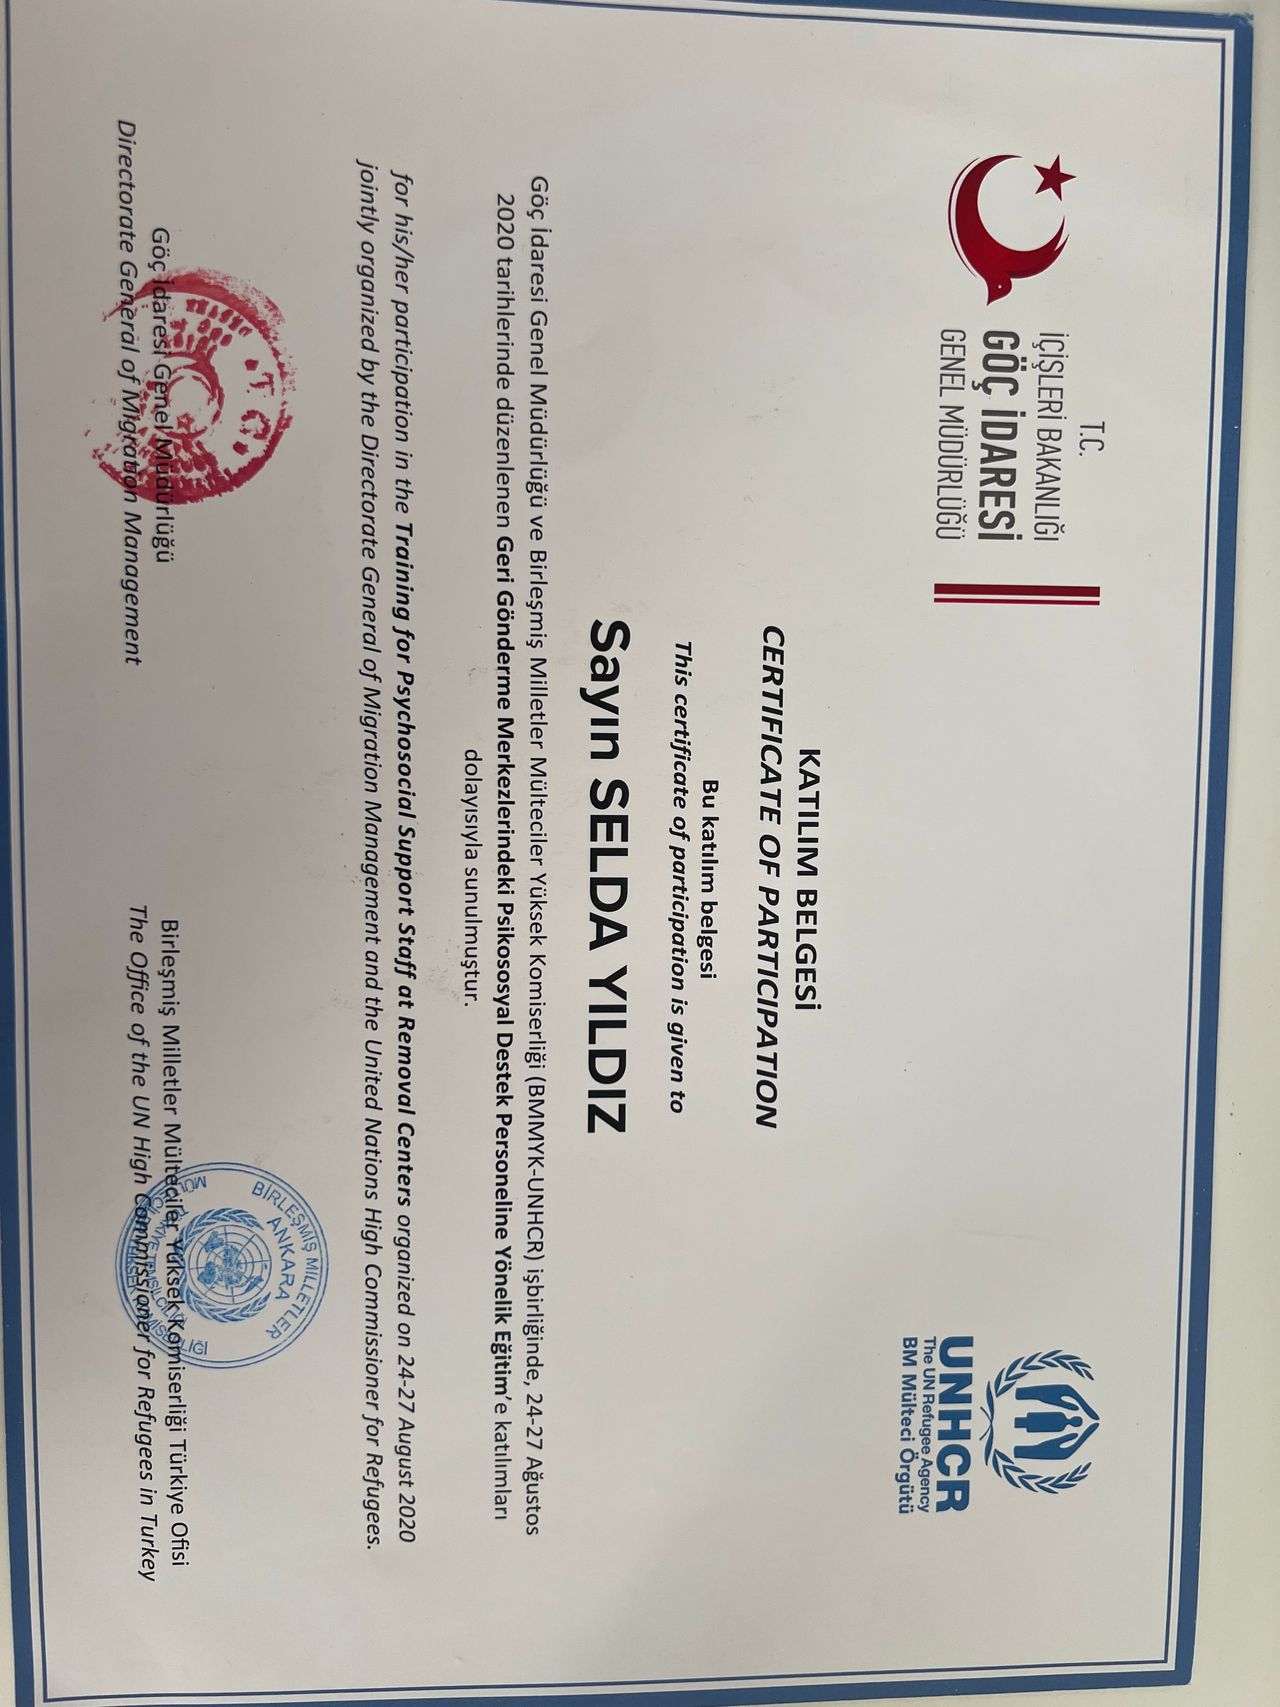 T.C.
İÇİŞLERİ BAKANLIĞI
GÖÇ İDARESİ
GENEL MÜDÜRLÜĞÜ
UNHCR
The UN Refugee Agency
BM Mülteci Örgütü
KATILIM BELGESİ
CERTIFICATE OF PARTICIPATION
Bu katılım belgesi
This certificate of participation is given to
Sayın SELDA YILDIZ
Göç İdaresi Genel Müdürlüğü ve Birleşmiş Milletler Mülteciler Yüksek Komiserliği (BMMYK-UNHCR) işbirliğinde, 24-27 Ağustos
2020 tarihlerinde düzenlenen Geri Gönderme Merkezlerindeki Psikososyal Destek Personeline Yönelik Eğitim'e katılımları
dolayısıyla sunulmuştur.
for his/her participation in the Training for Psychosocial Support Staff at Removal Centers organized on 24-27 August 2020
jointly organized by the Directorate General of Migration Management and the United Nations High Commissioner for Refugees.
Göç İdaresi Genel Müdürlüğü
Directorate General of Migration Management
Birleşmiş Milletler Mülteciler Yüksek Komiserliği Türkiye Ofisi
The Office of the UN High Commissioner for Refugees in Turkey
BİRLEŞMİŞ MİLLETLER
ANKARA